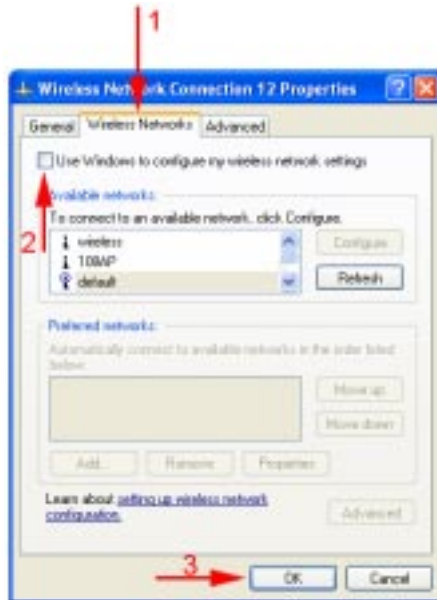 1
Wireless Network Connection 12 Properties
General Wireless Networks Advanced
Use Windows to configure my wireless network settings
Available networks:
To connect to an available network, click Configure.
2
wireless
Configure
108AP
default
Refresh
Preferred networks:
Automatically connect to available networks in the order listed
below:
Move up
Move down
Add... Remove Properties
Learn about setting up wireless network
configuration.
Advanced
3
OK Cancel